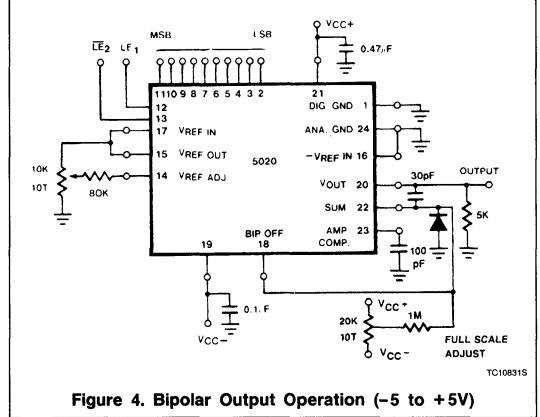 MSB LSB
VCC+
LE2 LE1
0.47µF
11 10 9 8 7 6 5 4 3 2
21
12
13
17 VREF IN
15 VREF OUT
14 VREF ADJ
5020
DIG GND 1
ANA. GND 24
–VREF IN 16
VOUT 20
SUM 22
AMP COMP. 23
BIP OFF
19
18
10K
10T
80K
30pF
OUTPUT
5K
100
pF
0.1 F
VCC–
VCC+
20K
10T
1M
VCC–
FULL SCALE
ADJUST
TC10831S
Figure 4. Bipolar Output Operation (–5 to +5V)